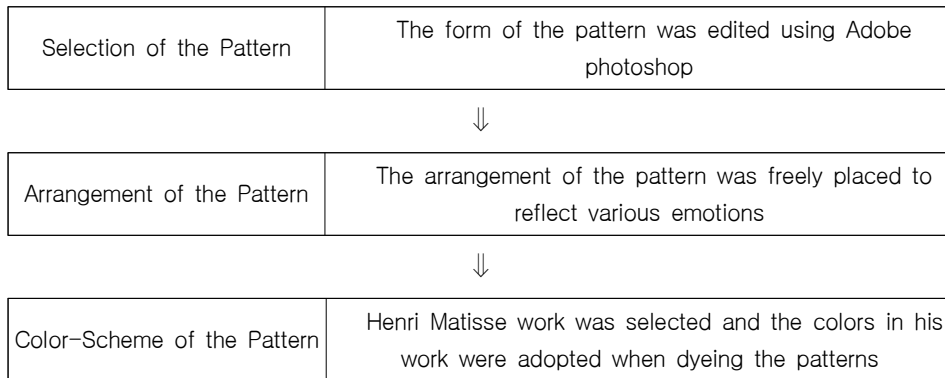 Selection of the Pattern
The form of the pattern was edited using Adobe
photoshop
⇓
Arrangement of the Pattern
The arrangement of the pattern was freely placed to
reflect various emotions
⇓
Color-Scheme of the Pattern
Henri Matisse work was selected and the colors in his
work were adopted when dyeing the patterns